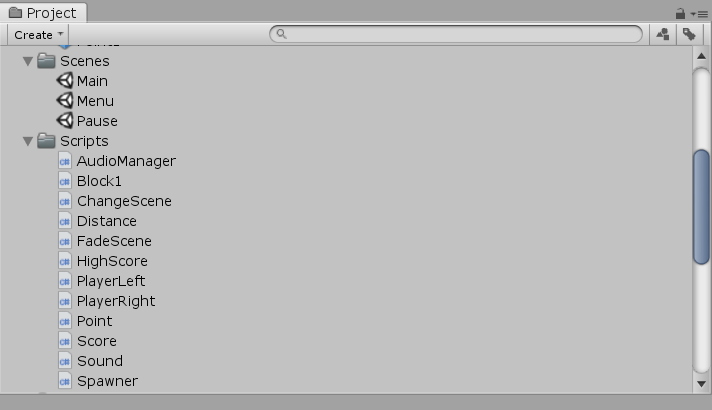 Project
Create
Scenes
Main
Menu
Pause
Scripts
AudioManager
Block1
ChangeScene
Distance
FadeScene
HighScore
PlayerLeft
PlayerRight
Point
Score
Sound
Spawner